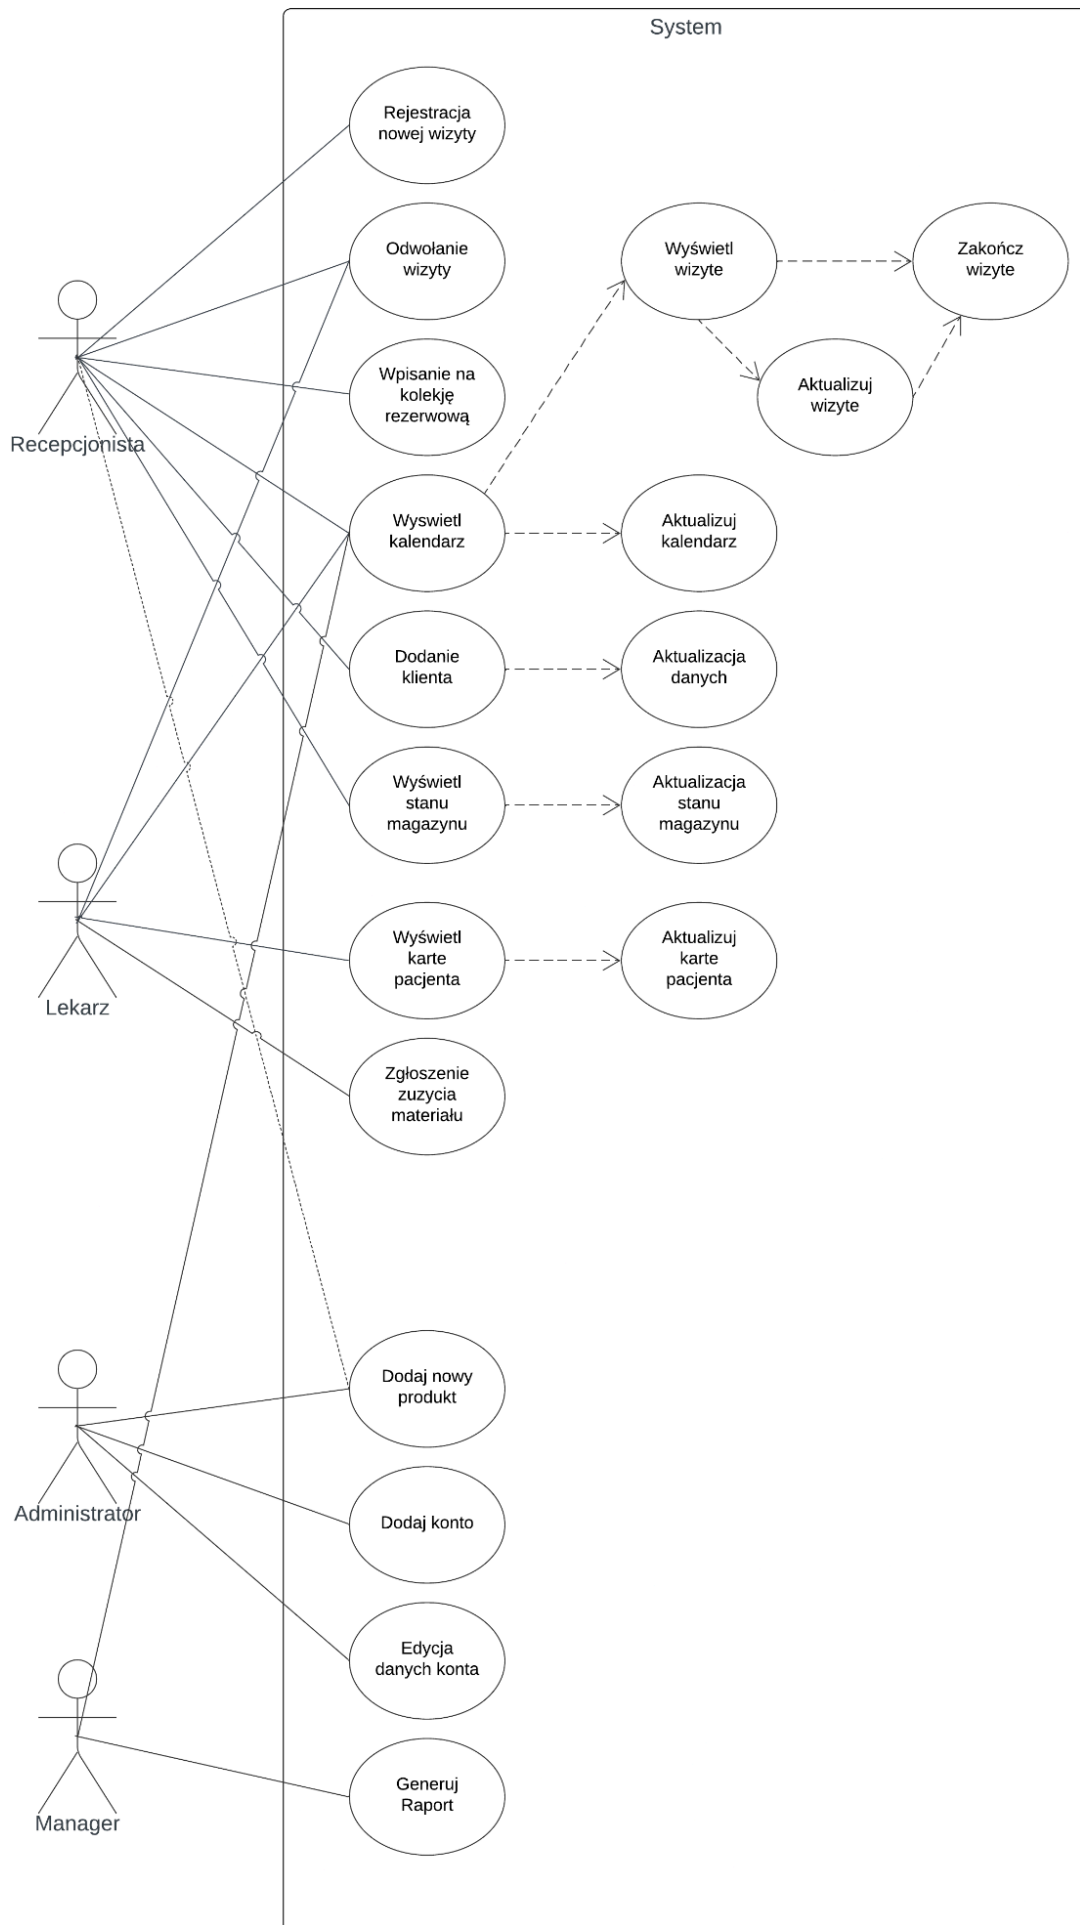 System
Rejestracja
nowej wizyty
Odwołanie
wizyty
Wyświetl
wizyte
Zakończ
wizyte
Wpisanie na
kolekję
rezerwową
Aktualizuj
wizyte
Recepcjonista
Wyswietl
kalendarz
Aktualizuj
kalendarz
Dodanie
klienta
Aktualizacja
danych
Wyświetl
stanu
magazynu
Aktualizacja
stanu
magazynu
Lekarz
Wyświetl
karte
pacjenta
Aktualizuj
karte
pacjenta
Zgłoszenie
zuzycia
materiału
Administrator
Dodaj nowy
produkt
Dodaj konto
Edycja
danych konta
Manager
Generuj
Raport